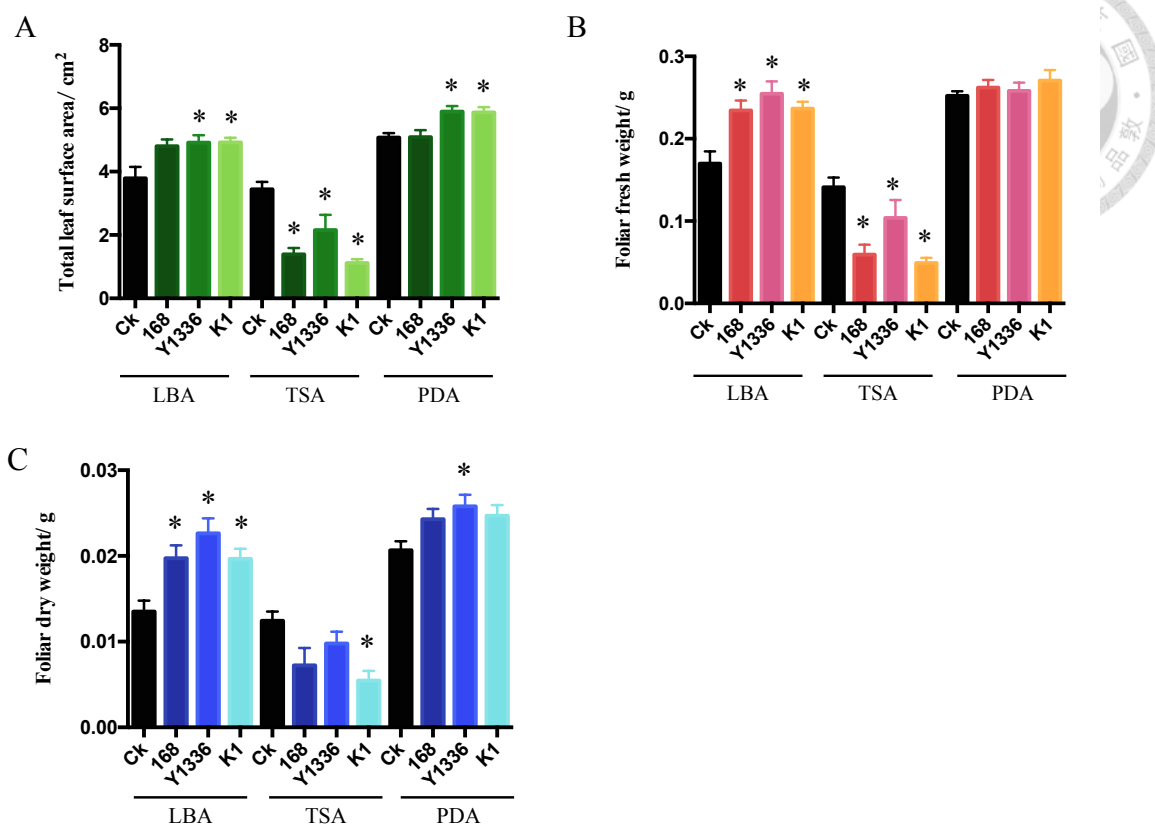 A
Total leaf surface area/ cm²
8
6
4
2
0
* * * * * * *
Ck 168 Y1336 K1 Ck 168 Y1336 K1 Ck 168 Y1336 K1
LBA TSA PDA
B
Foliar fresh weight/ g
0.3
0.2
0.1
0.0
* * * * * *
Ck 168 Y1336 K1 Ck 168 Y1336 K1 Ck 168 Y1336 K1
LBA TSA PDA
國
敎
品
C
Foliar dry weight/ g
0.03
0.02
0.01
0.00
* * * * *
Ck 168 Y1336 K1 Ck 168 Y1336 K1 Ck 168 Y1336 K1
LBA TSA PDA